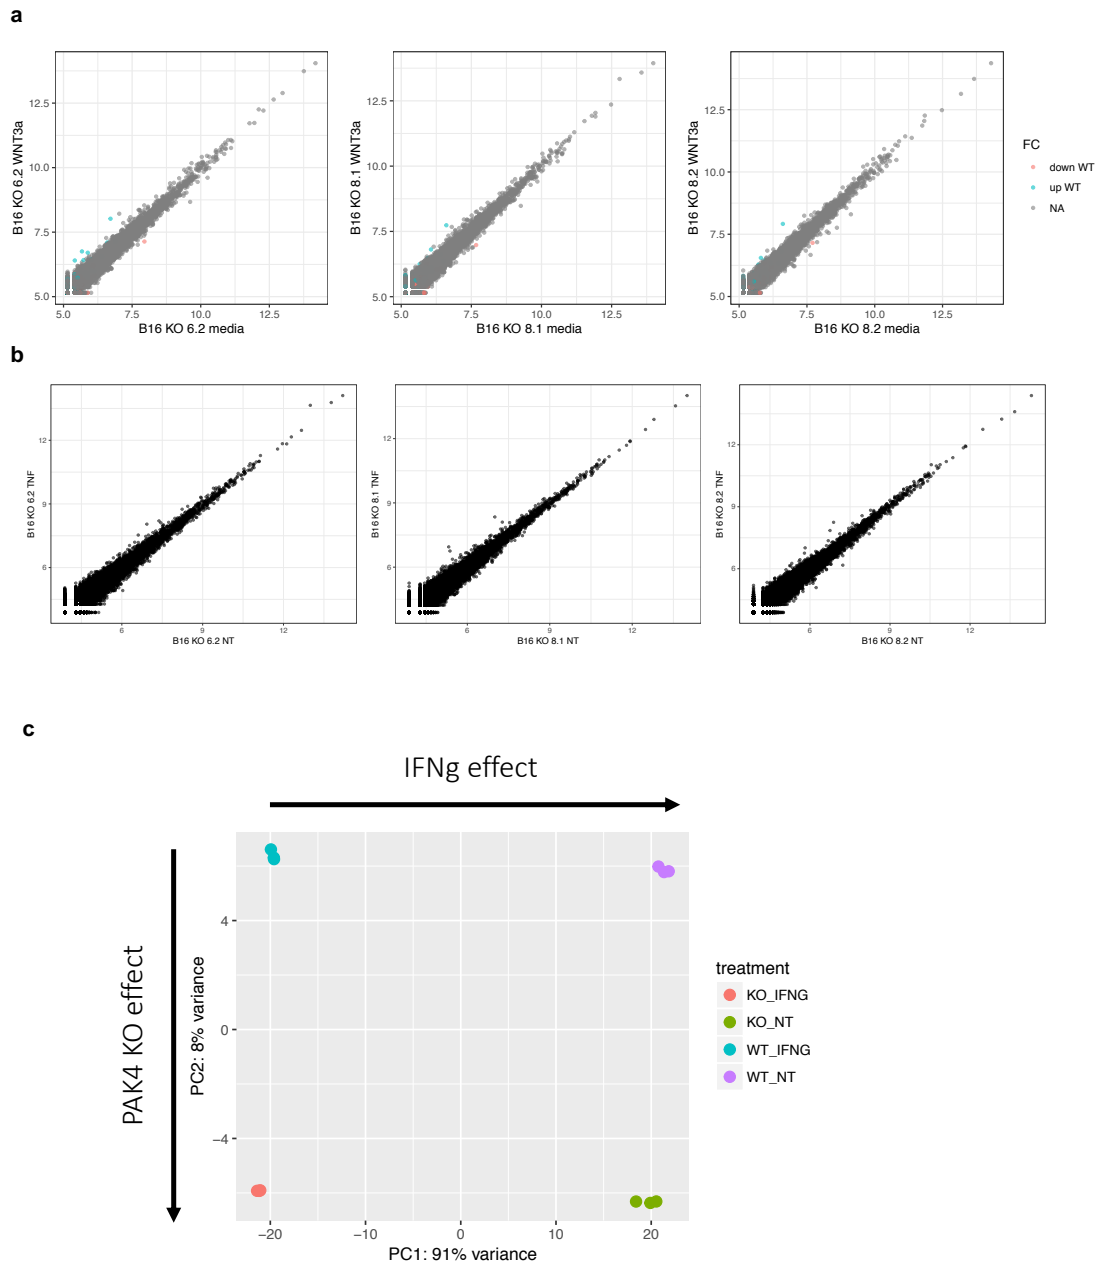 a
B16 KO 6.2 WNT3a
12.5
10.0
7.5
5.0
5.0 7.5 10.0 12.5
B16 KO 6.2 media
B16 KO 8.1 WNT3a
12.5
10.0
7.5
5.0
5.0 7.5 10.0 12.5
B16 KO 8.1 media
B16 KO 8.2 WNT3a
12.5
10.0
7.5
5.0
5.0 7.5 10.0 12.5
B16 KO 8.2 media
FC
down WT
up WT
NA
b
B16 KO 6.2 TNF
12
9
6
6 9 12
B16 KO 6.2 NT
B16 KO 8.1 TNF
12
9
6
6 9 12
B16 KO 8.1 NT
B16 KO 8.2 TNF
12
9
6
6 9 12
B16 KO 8.2 NT
c
IFNg effect
PAK4 KO effect
PC2: 8% variance
4
0
−4
−20 −10 0 10 20
PC1: 91% variance
treatment
KO_IFNG
KO_NT
WT_IFNG
WT_NT